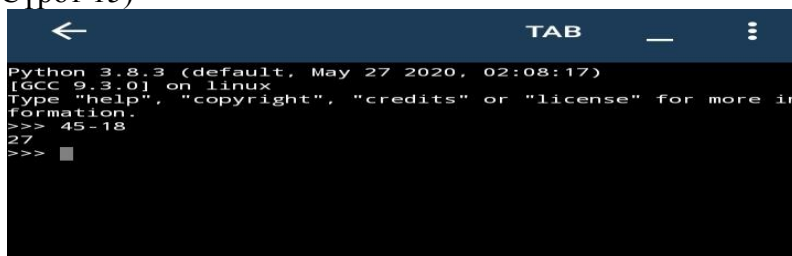 TAB
Python 3.8.3 (default, May 27 2020, 02:08:17)
[GCC 9.3.0] on linux
Type "help", "copyright", "credits" or "license" for more in
formation.
>>> 45-18
27
>>>